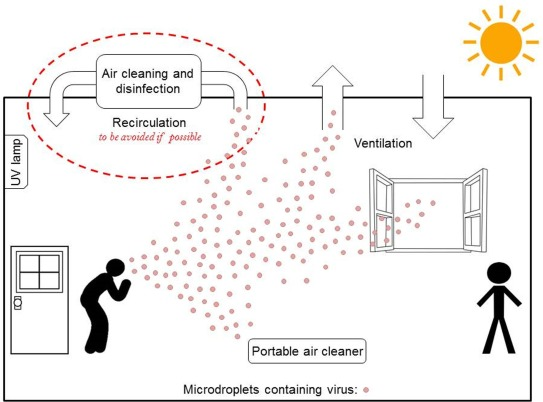 Air cleaning and
disinfection
Recirculation
to be avoided if possible
Ventilation
UV lamp
Portable air cleaner
Microdroplets containing virus: